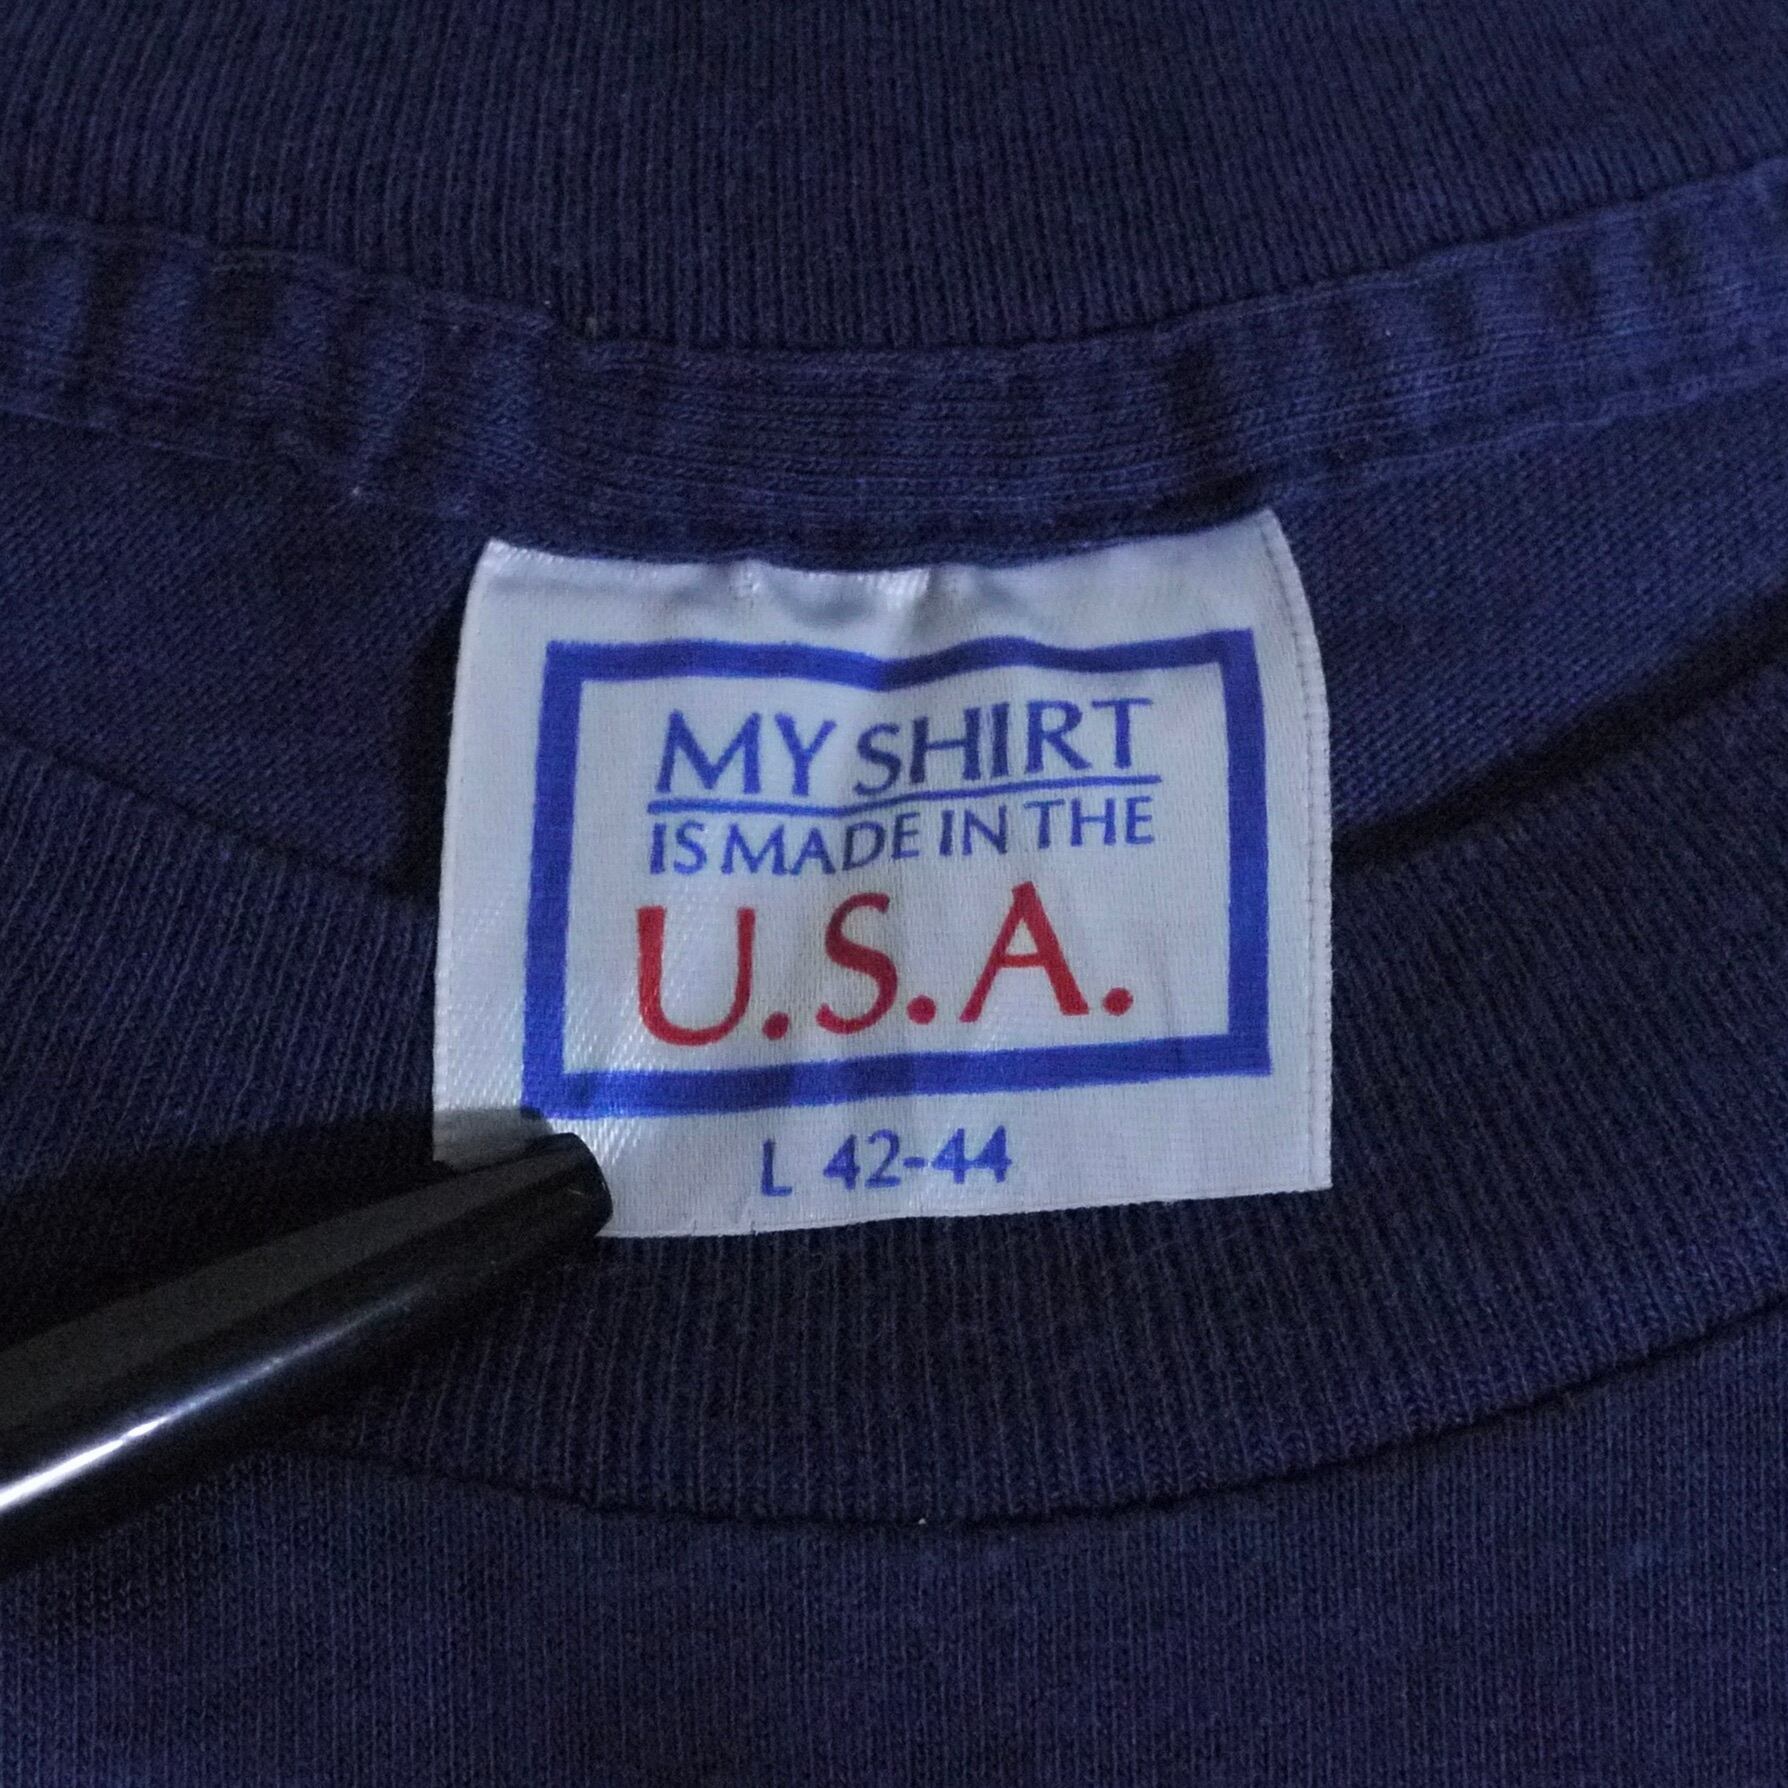 MY SHIRT
IS MADE IN THE
U.S.A.
L 42-44